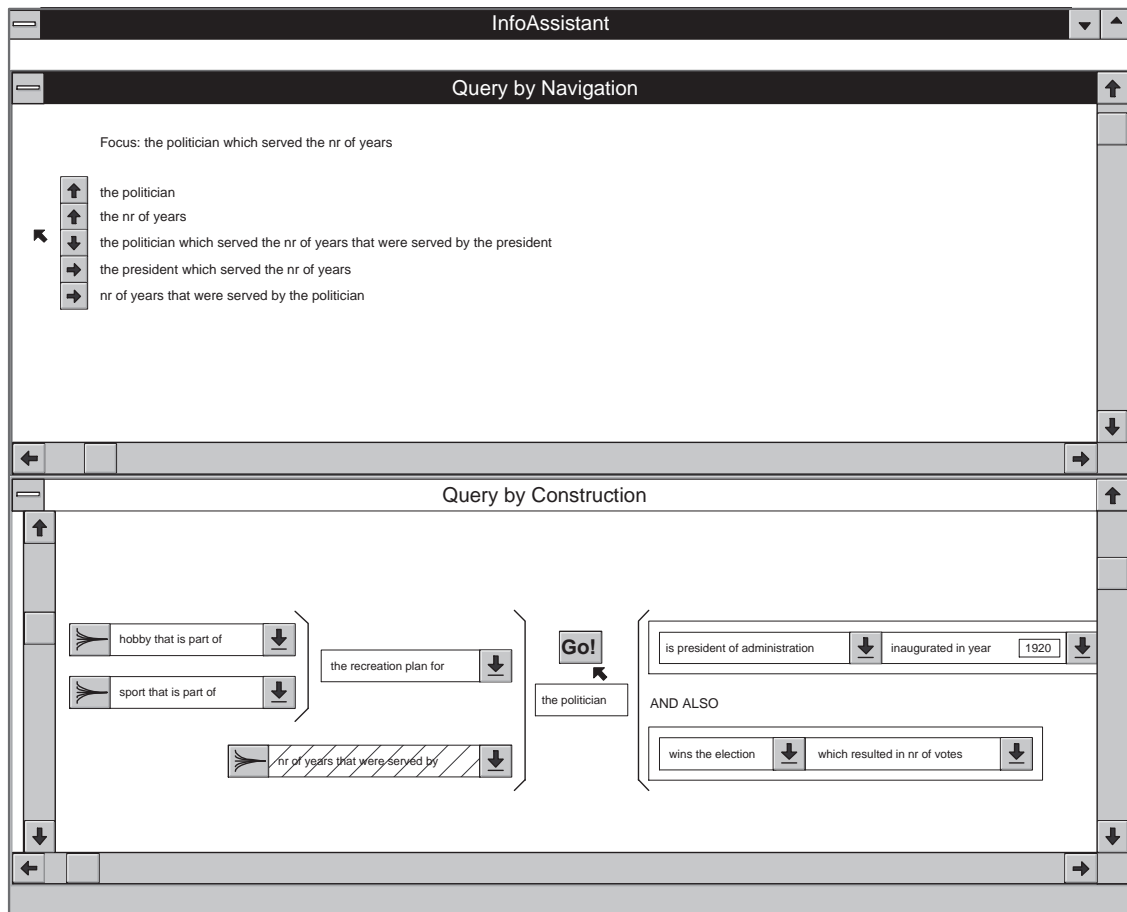 InfoAssistant
Query by Navigation
Focus: the politician which served the nr of years
the politician
the nr of years
the politician which served the nr of years that were served by the president
the president which served the nr of years
nr of years that were served by the politician
Query by Construction
hobby that is part of
sport that is part of
the recreation plan for
nr of years that were served by
Go!
the politician
is president of administration
inaugurated in year
1920
AND ALSO
wins the election
which resulted in nr of votes